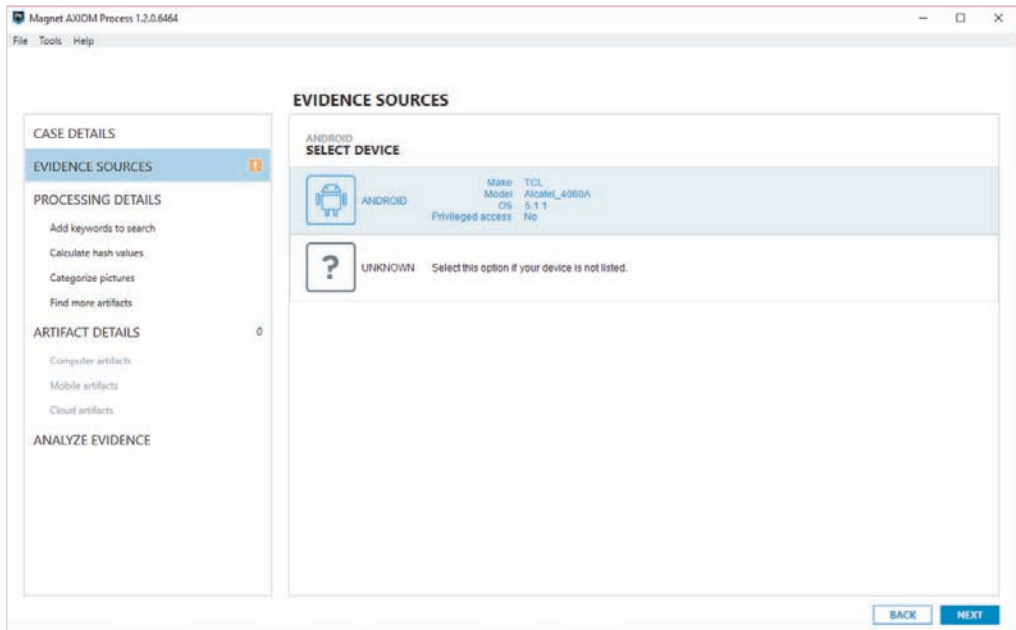 Magnet AXIOM Process 1.2.0.6464
File Tools Help
EVIDENCE SOURCES
CASE DETAILS
EVIDENCE SOURCES !
PROCESSING DETAILS
Add keywords to search
Calculate hash values
Categorize pictures
Find more artifacts
ARTIFACT DETAILS 0
Computer artifacts
Mobile artifacts
Cloud artifacts
ANALYZE EVIDENCE
ANDROID
SELECT DEVICE
ANDROID
Make TCL
Model Alcatel_4060A
OS 5.1.1
Privileged access No
? UNKNOWN Select this option if your device is not listed.
BACK NEXT